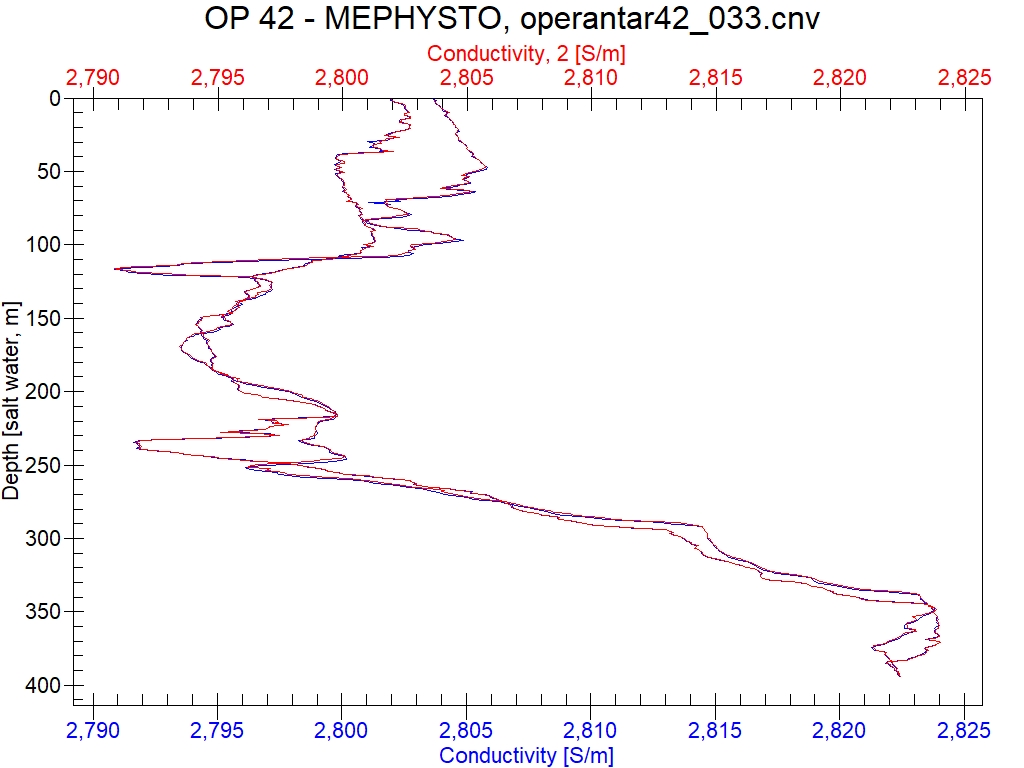 OP 42 - MEPHYSTO, operantar42_033.cnv
Conductivity, 2 [S/m]
2,790 2,795 2,800 2,805 2,810 2,815 2,820 2,825
0
50
100
150
200
250
300
350
400
Depth [salt water, m]
2,790 2,795 2,800 2,805 2,810 2,815 2,820 2,825
Conductivity [S/m]